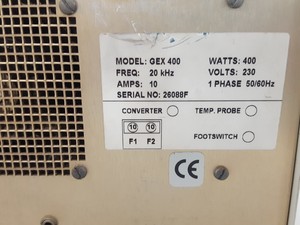 MODEL: GEX 400 WATTS: 400
FREQ: 20 kHz VOLTS: 230
AMPS: 10 1 PHASE 50/60Hz
SERIAL NO: 26088F
CONVERTER TEMP. PROBE
10 10
F1 F2 FOOTSWITCH
CE